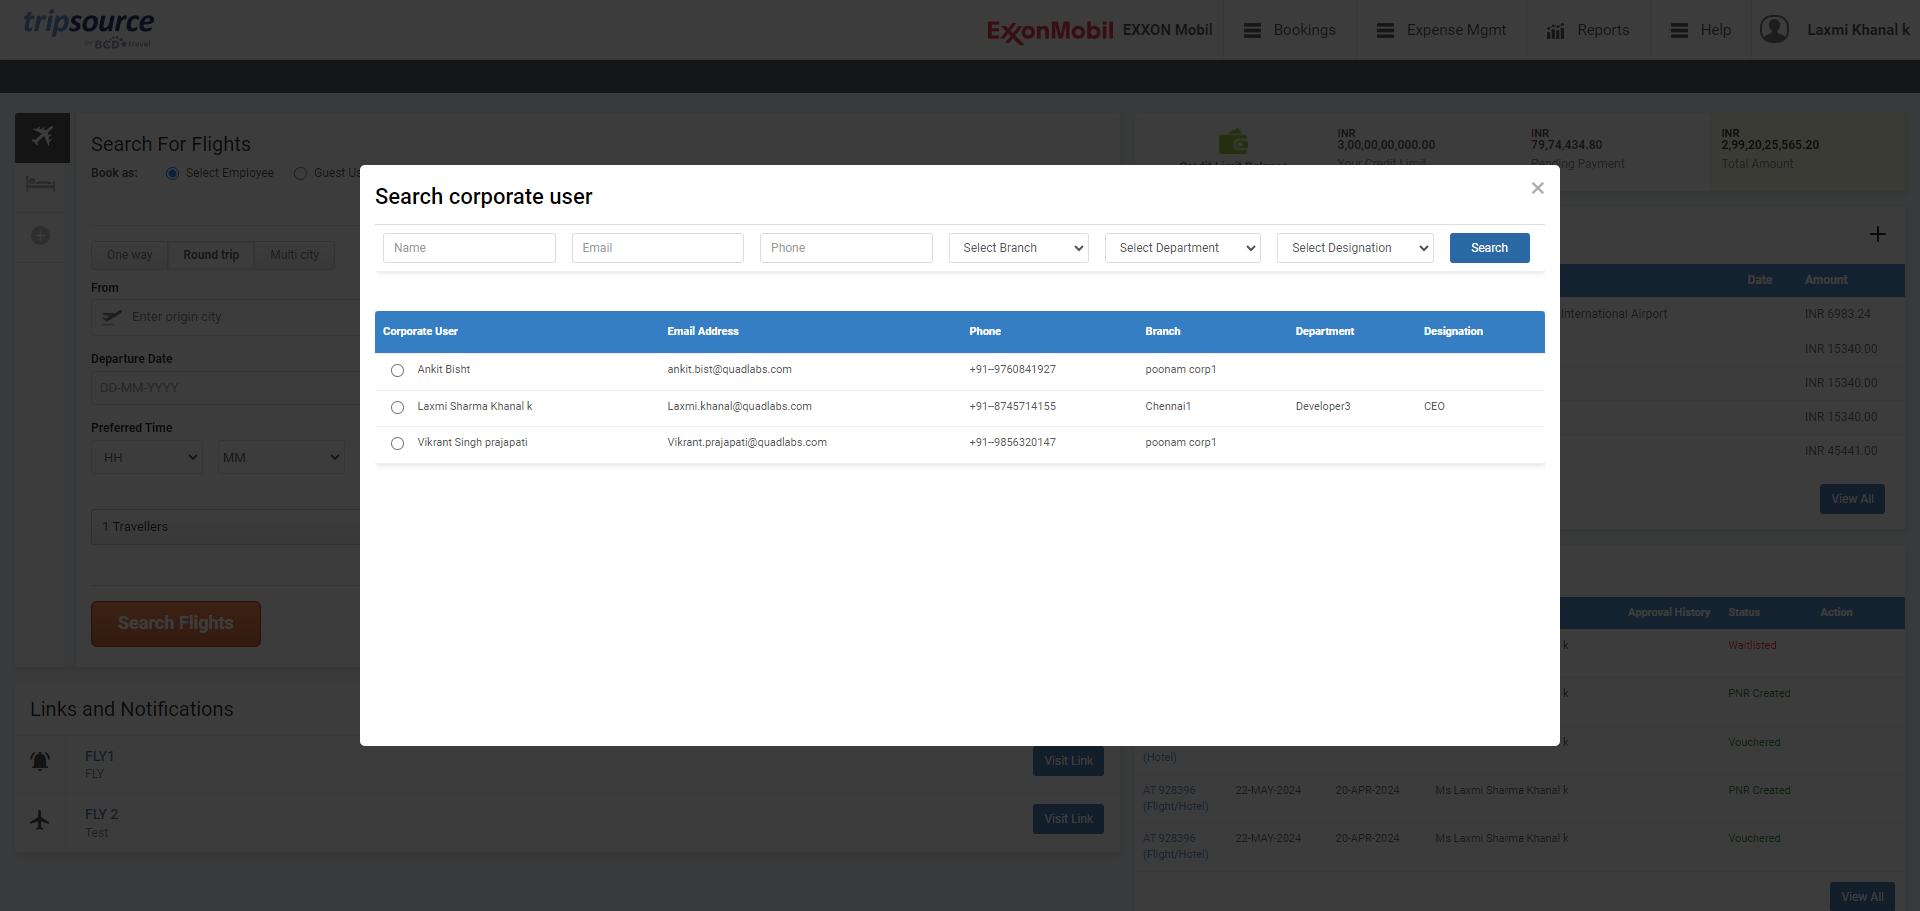 tripsource
by BCD travel
ExxonMobil EXXON Mobil Bookings Expense Mgmt Reports Help Laxmi Khanal k
Search For Flights
Book as: Select Employee Guest Us
One way Round trip Multi city
From
Enter origin city
Departure Date
DD-MM-YYYY
Preferred Time
HH MM
1 Travellers
Search Flights
Links and Notifications
FLY1
FLY
Visit Link
FLY 2
Test
Visit Link
Search corporate user
×
Name Email Phone Select Branch Select Department Select Designation Search
Corporate User Email Address Phone Branch Department Designation
Ankit Bisht ankit.bist@quadlabs.com +91--9760841927 poonam corp1
Laxmi Sharma Khanal k Laxmi.khanal@quadlabs.com +91--8745714155 Chennai1 Developer3 CEO
Vikrant Singh prajapati Vikrant.prajapati@quadlabs.com +91--9856320147 poonam corp1
Credit Limit Balance
INR
3,00,00,00,000.00
Your Credit Limit
INR
79,74,434.80
Pending Payment
INR
2,99,20,25,565.20
Total Amount
Date Amount
International Airport INR 6983.24
INR 15340.00
INR 15340.00
INR 15340.00
INR 45441.00
View All
Approval History Status Action
k Waitlisted
k PNR Created
k Vouchered
(Hotel)
AT 928396 22-MAY-2024 20-APR-2024 Ms Laxmi Sharma Khanal k PNR Created
(Flight/Hotel)
AT 928396 22-MAY-2024 20-APR-2024 Ms Laxmi Sharma Khanal k Vouchered
(Flight/Hotel)
View All